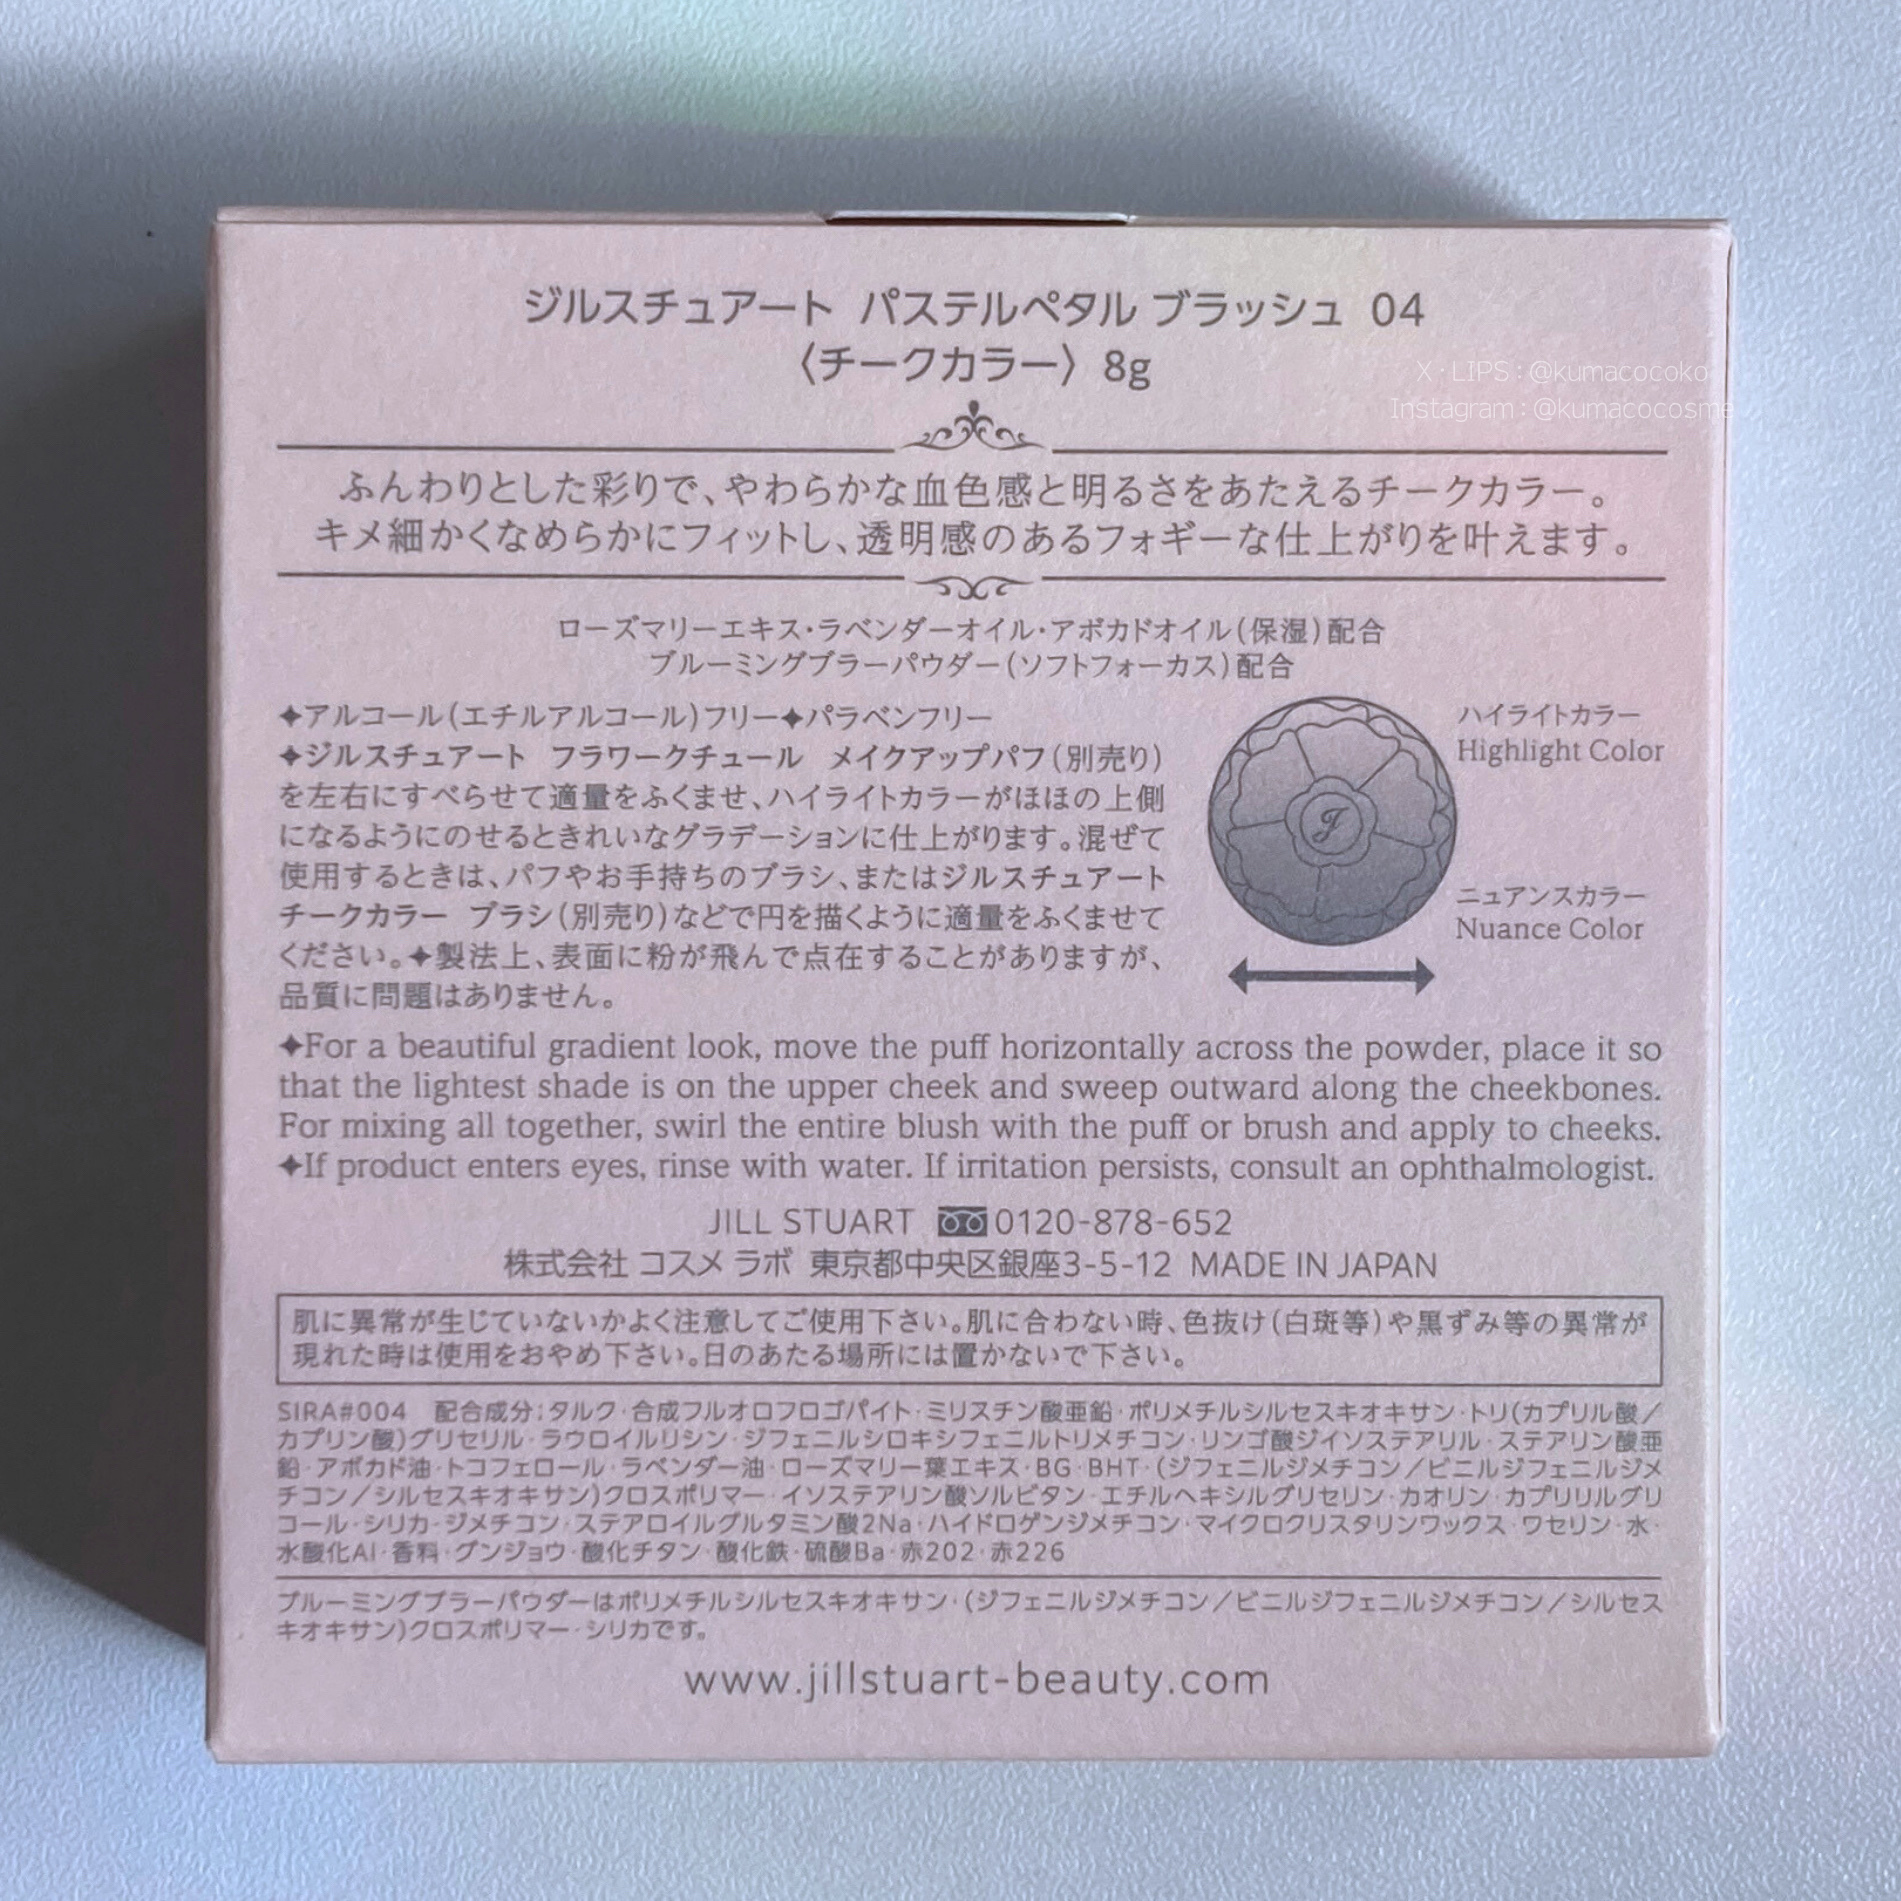 ジルスチュアート パステルペタル ブラッシュ 04
〈チークカラー〉8g
X・LIPS：@kumacocoko
Instagram：@kumacocosme
ふんわりとした彩りで、やわらかな血色感と明るさをあたえるチークカラー。
キメ細かくなめらかにフィットし、透明感のあるフォギーな仕上がりを叶えます。
ローズマリーエキス・ラベンダーオイル・アボカドオイル(保湿)配合
ブルーミングブラーパウダー(ソフトフォーカス)配合
✦アルコール(エチルアルコール)フリー✦パラベンフリー
✦ジルスチュアート フラワークチュール メイクアップパフ(別売り)
を左右にすべらせて適量をふくませ、ハイライトカラーがほほの上側
になるようにのせるときれいなグラデーションに仕上がります。混ぜて
使用するときは、パフやお手持ちのブラシ、またはジルスチュアート
チークカラー ブラシ(別売り)などで円を描くように適量をふくませて
ください。✦製法上、表面に粉が飛んで点在することがありますが、
品質に問題はありません。
ハイライトカラー
Highlight Color
J
ニュアンスカラー
Nuance Color
✦For a beautiful gradient look, move the puff horizontally across the powder, place it so
that the lightest shade is on the upper cheek and sweep outward along the cheekbones.
For mixing all together, swirl the entire blush with the puff or brush and apply to cheeks.
✦If product enters eyes, rinse with water. If irritation persists, consult an ophthalmologist.
JILL STUART 0120-878-652
株式会社 コスメ ラボ 東京都中央区銀座3-5-12 MADE IN JAPAN
肌に異常が生じていないかよく注意してご使用下さい。肌に合わない時、色抜け(白斑等)や黒ずみ等の異常が
現れた時は使用をおやめ下さい。日のあたる場所には置かないで下さい。
SIRA#004 配合成分：タルク・合成フルオロフロゴパイト・ミリスチン酸亜鉛・ポリメチルシルセスキオキサン・トリ(カプリル酸／
カプリン酸)グリセリル・ラウロイルリシン・ジフェニルシロキシフェニルトリメチコン・リンゴ酸ジイソステアリル・ステアリン酸亜
鉛・アボカド油・トコフェロール・ラベンダー油・ローズマリー葉エキス・BG・BHT・(ジフェニルジメチコン／ビニルジフェニルジメ
チコン／シルセスキオキサン)クロスポリマー・イソステアリン酸ソルビタン・エチルヘキシルグリセリン・カオリン・カプリリルグリ
コール・シリカ・ジメチコン・ステアロイルグルタミン酸2Na・ハイドロゲンジメチコン・マイクロクリスタリンワックス・ワセリン・水・
水酸化Al・香料・グンジョウ・酸化チタン・酸化鉄・硫酸Ba・赤202・赤226
ブルーミングブラーパウダーはポリメチルシルセスキオキサン・(ジフェニルジメチコン／ビニルジフェニルジメチコン／シルセス
キオキサン)クロスポリマー・シリカです。
www.jillstuart-beauty.com